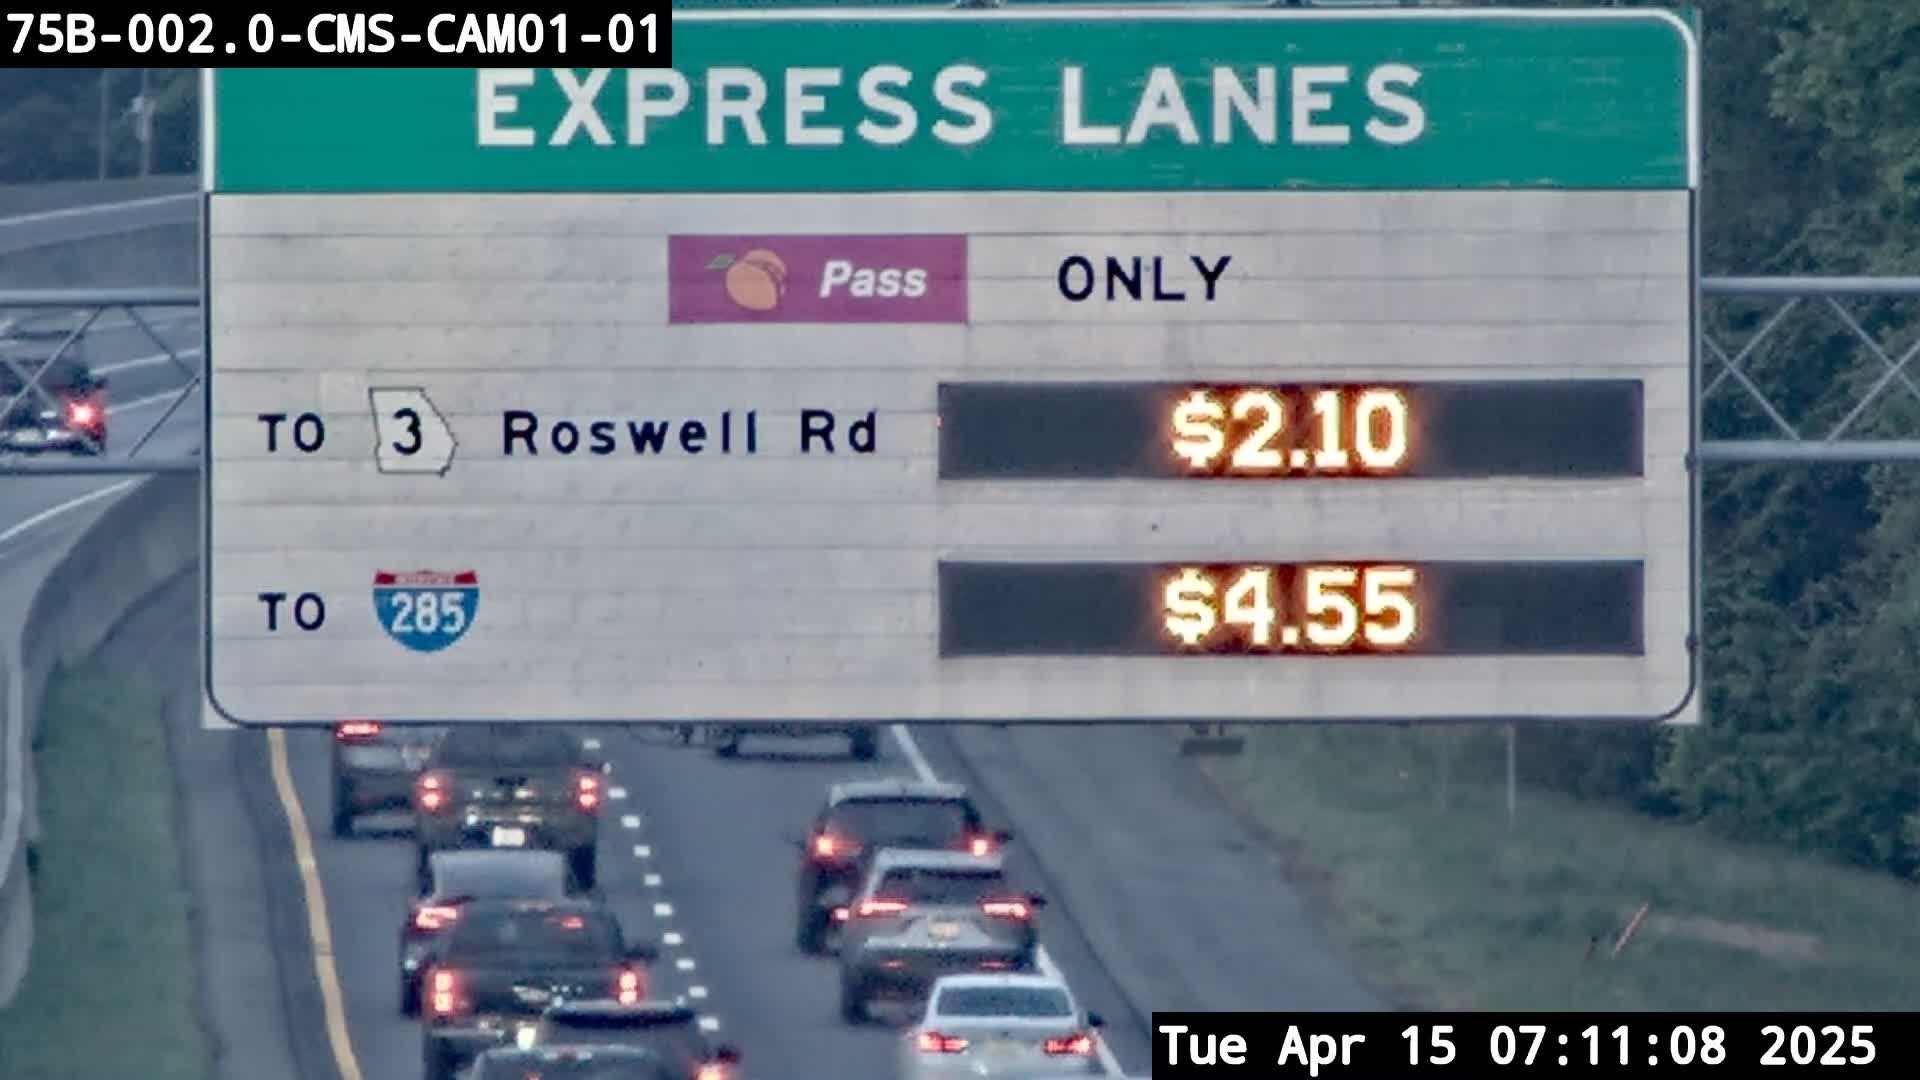 75B-002.0-CMS-CAM01-01
EXPRESS LANES
Pass ONLY
TO 3 Roswell Rd $2.10
TO 285 $4.55
Tue Apr 15 07:11:08 2025